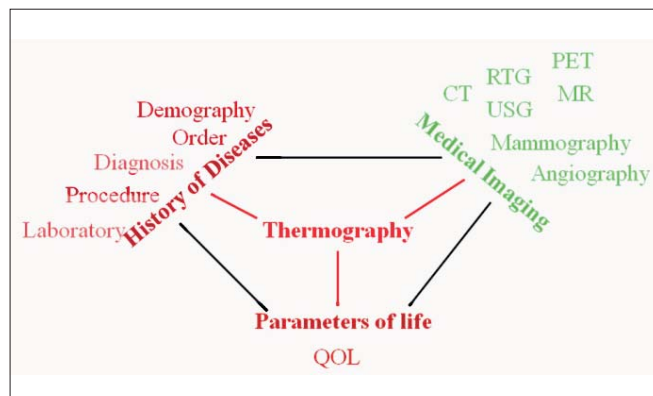 PET
RTG
CT
MR
USG
Demography
Order
Mammography
Diagnosis
Angiography
Procedure
Laboratory
History of Diseases
Medical Imaging
Thermography
Parameters of life
QOL